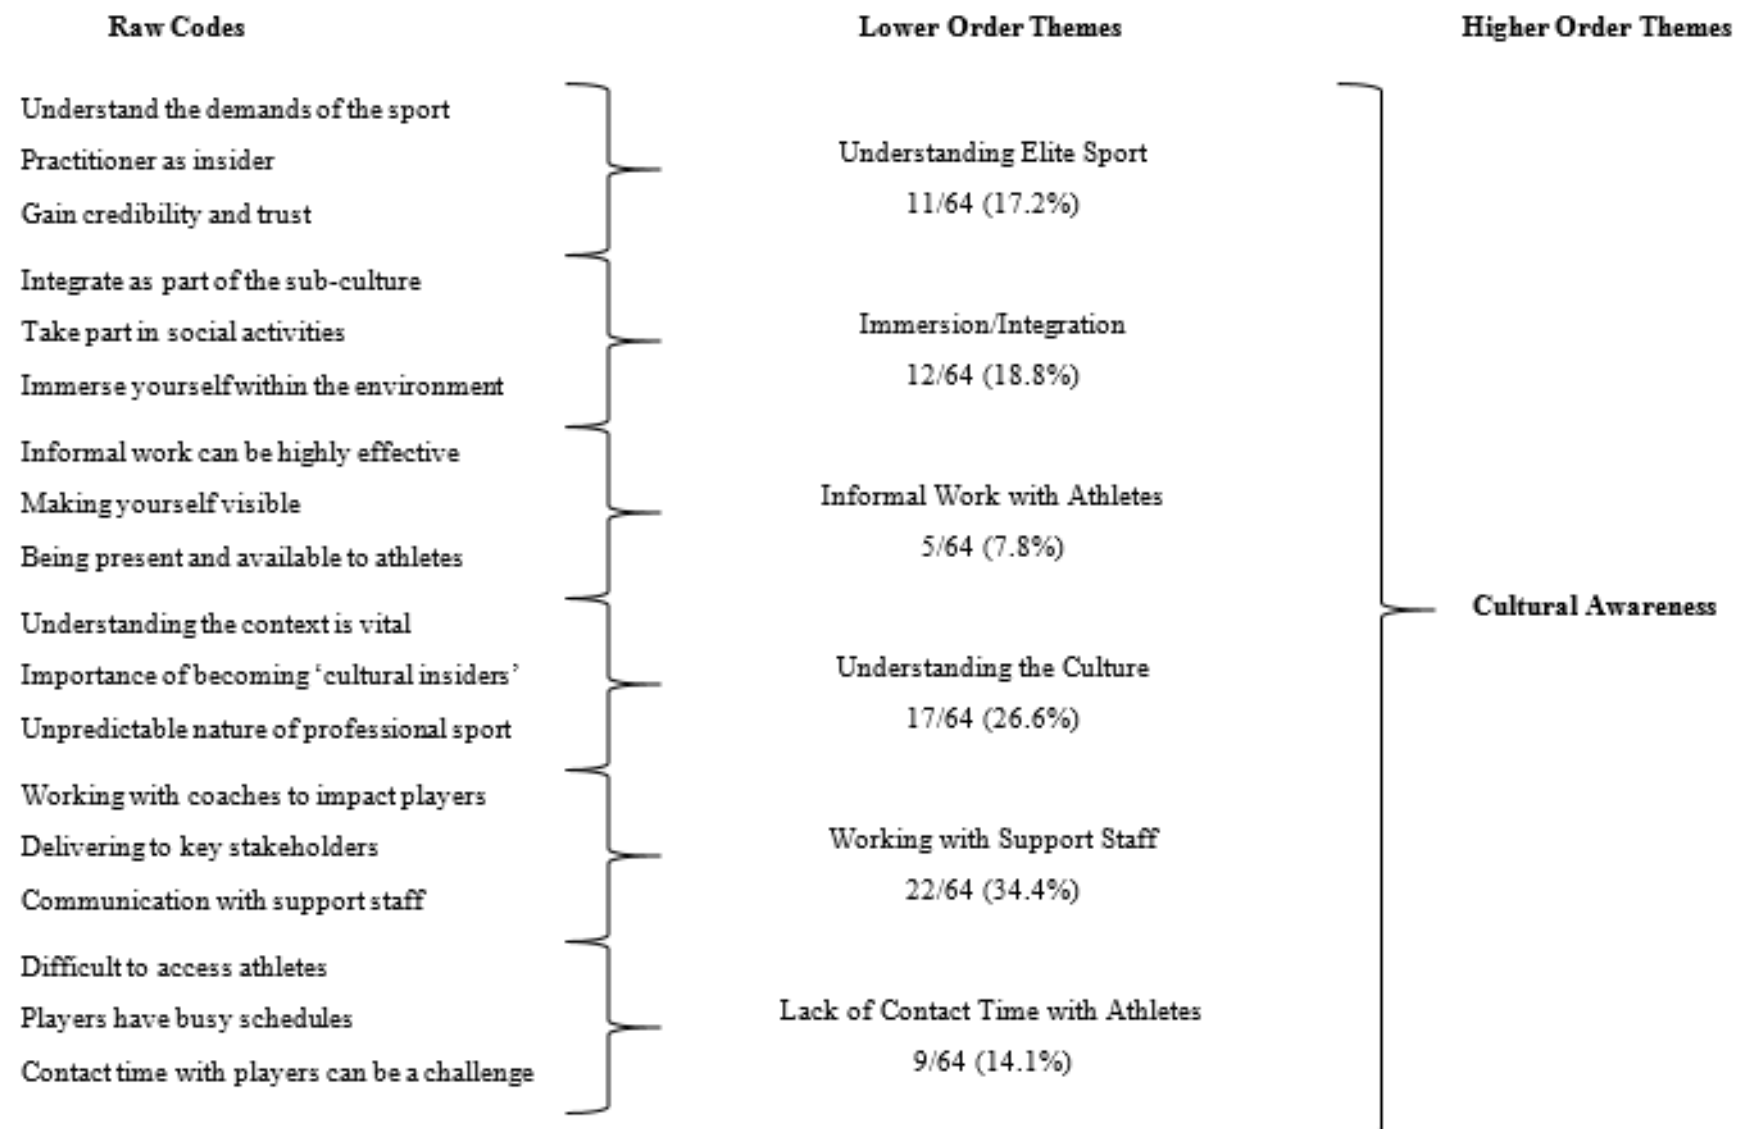 Raw Codes
Lower Order Themes
Higher Order Themes
Understand the demands of the sport
Practitioner as insider
Gain credibility and trust
Understanding Elite Sport
11/64 (17.2%)
Integrate as part of the sub-culture
Take part in social activities
Immerse yourself within the environment
Immersion/Integration
12/64 (18.8%)
Informal work can be highly effective
Making yourself visible
Being present and available to athletes
Informal Work with Athletes
5/64 (7.8%)
Understanding the context is vital
Importance of becoming ‘cultural insiders’
Unpredictable nature of professional sport
Understanding the Culture
17/64 (26.6%)
Working with coaches to impact players
Delivering to key stakeholders
Communication with support staff
Working with Support Staff
22/64 (34.4%)
Difficult to access athletes
Players have busy schedules
Contact time with players can be a challenge
Lack of Contact Time with Athletes
9/64 (14.1%)
Cultural Awareness